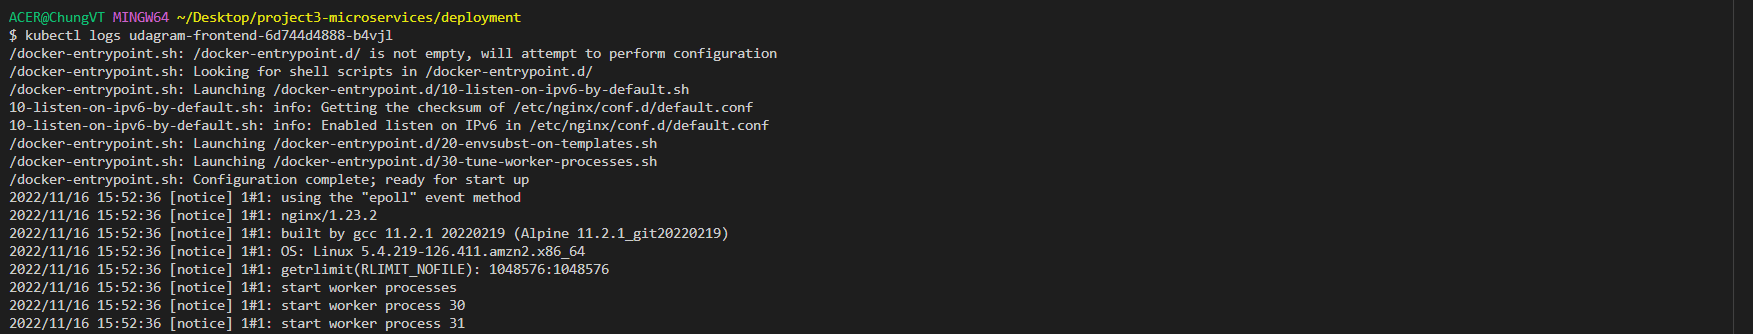 ACER@ChungVT MINGW64 ~/Desktop/project3-microservices/deployment
$ kubectl logs udagram-frontend-6d744d4888-b4vjl
/docker-entrypoint.sh: /docker-entrypoint.d/ is not empty, will attempt to perform configuration
/docker-entrypoint.sh: Looking for shell scripts in /docker-entrypoint.d/
/docker-entrypoint.sh: Launching /docker-entrypoint.d/10-listen-on-ipv6-by-default.sh
10-listen-on-ipv6-by-default.sh: info: Getting the checksum of /etc/nginx/conf.d/default.conf
10-listen-on-ipv6-by-default.sh: info: Enabled listen on IPv6 in /etc/nginx/conf.d/default.conf
/docker-entrypoint.sh: Launching /docker-entrypoint.d/20-envsubst-on-templates.sh
/docker-entrypoint.sh: Launching /docker-entrypoint.d/30-tune-worker-processes.sh
/docker-entrypoint.sh: Configuration complete; ready for start up
2022/11/16 15:52:36 [notice] 1#1: using the "epoll" event method
2022/11/16 15:52:36 [notice] 1#1: nginx/1.23.2
2022/11/16 15:52:36 [notice] 1#1: built by gcc 11.2.1 20220219 (Alpine 11.2.1_git20220219)
2022/11/16 15:52:36 [notice] 1#1: OS: Linux 5.4.219-126.411.amzn2.x86_64
2022/11/16 15:52:36 [notice] 1#1: getrlimit(RLIMIT_NOFILE): 1048576:1048576
2022/11/16 15:52:36 [notice] 1#1: start worker processes
2022/11/16 15:52:36 [notice] 1#1: start worker process 30
2022/11/16 15:52:36 [notice] 1#1: start worker process 31